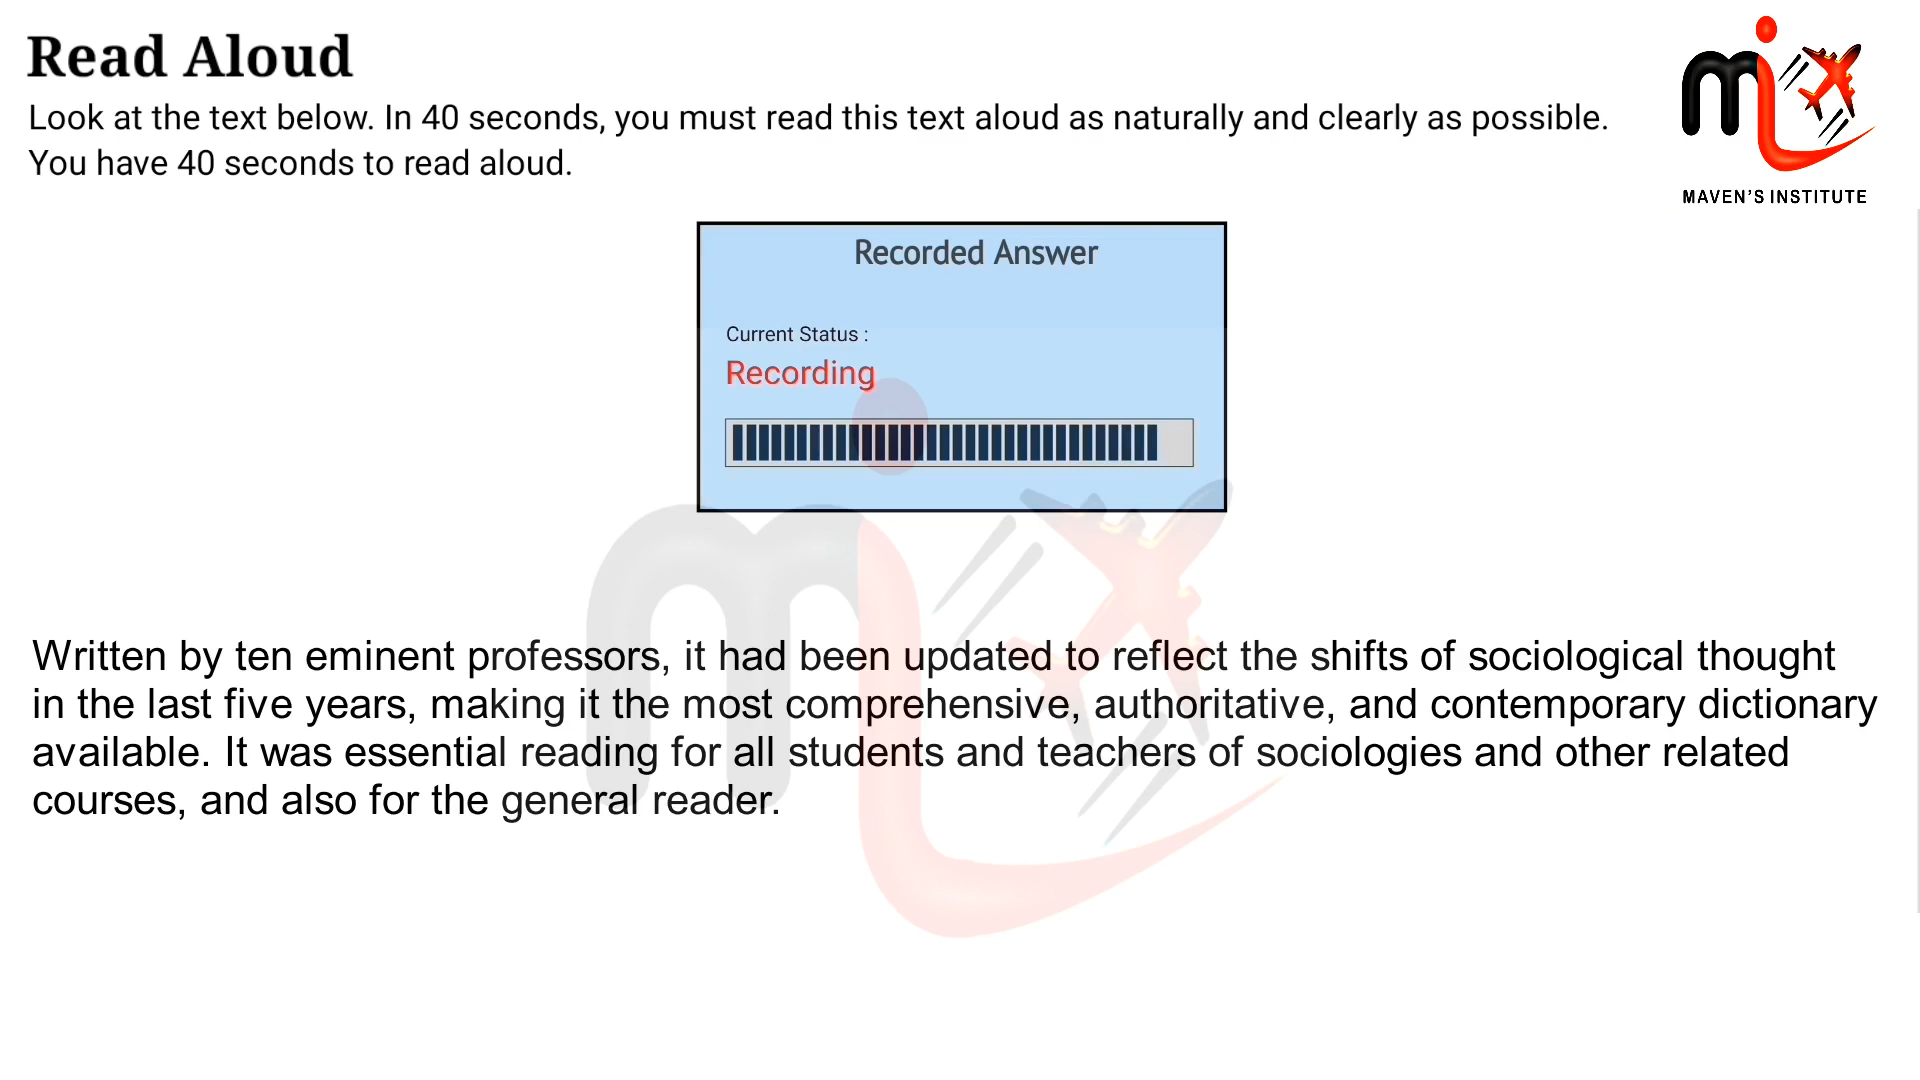 Read Aloud
Look at the text below. In 40 seconds, you must read this text aloud as naturally and clearly as possible.
You have 40 seconds to read aloud.
MAVEN'S INSTITUTE
Recorded Answer
Current Status :
Recording
Written by ten eminent professors, it had been updated to reflect the shifts of sociological thought
in the last five years, making it the most comprehensive, authoritative, and contemporary dictionary
available. It was essential reading for all students and teachers of sociologies and other related
courses, and also for the general reader.